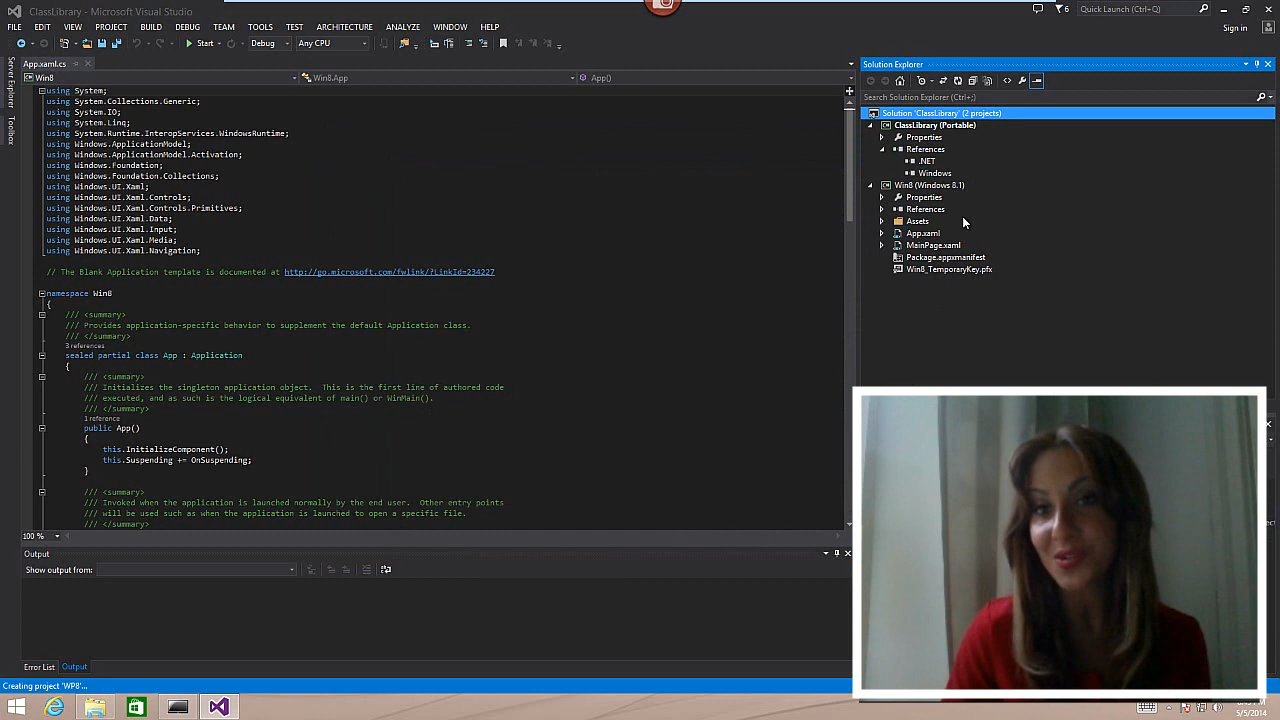 ClassLibrary - Microsoft Visual Studio
6
Quick Launch (Ctrl+Q)
FILE EDIT VIEW PROJECT BUILD DEBUG TEAM TOOLS TEST ARCHITECTURE ANALYZE WINDOW HELP
Sign in
Start Debug Any CPU
Server Explorer
Toolbox
App.xaml.cs
Win8 Win8.App App()
using System;
using System.Collections.Generic;
using System.IO;
using System.Linq;
using System.Runtime.InteropServices.WindowsRuntime;
using Windows.ApplicationModel;
using Windows.ApplicationModel.Activation;
using Windows.Foundation;
using Windows.Foundation.Collections;
using Windows.UI.Xaml;
using Windows.UI.Xaml.Controls;
using Windows.UI.Xaml.Controls.Primitives;
using Windows.UI.Xaml.Data;
using Windows.UI.Xaml.Input;
using Windows.UI.Xaml.Media;
using Windows.UI.Xaml.Navigation;
// The Blank Application template is documented at http://go.microsoft.com/fwlink/?LinkId=234227
namespace Win8
{
/// <summary>
/// Provides application-specific behavior to supplement the default Application class.
/// </summary>
3 references
sealed partial class App : Application
{
/// <summary>
/// Initializes the singleton application object.  This is the first line of authored code
/// executed, and as such is the logical equivalent of main() or WinMain().
/// </summary>
1 reference
public App()
{
this.InitializeComponent();
this.Suspending += OnSuspending;
}
/// <summary>
/// Invoked when the application is launched normally by the end user.  Other entry points
/// will be used such as when the application is launched to open a specific file.
/// </summary>
100 %
Output
Show output from:
Error List Output
Creating project 'WP8'...
Solution Explorer
Search Solution Explorer (Ctrl+;)
Solution 'ClassLibrary' (2 projects)
ClassLibrary (Portable)
Properties
References
.NET
Windows
Win8 (Windows 8.1)
Properties
References
Assets
App.xaml
MainPage.xaml
Package.appxmanifest
Win8_TemporaryKey.pfx
5/5/2014